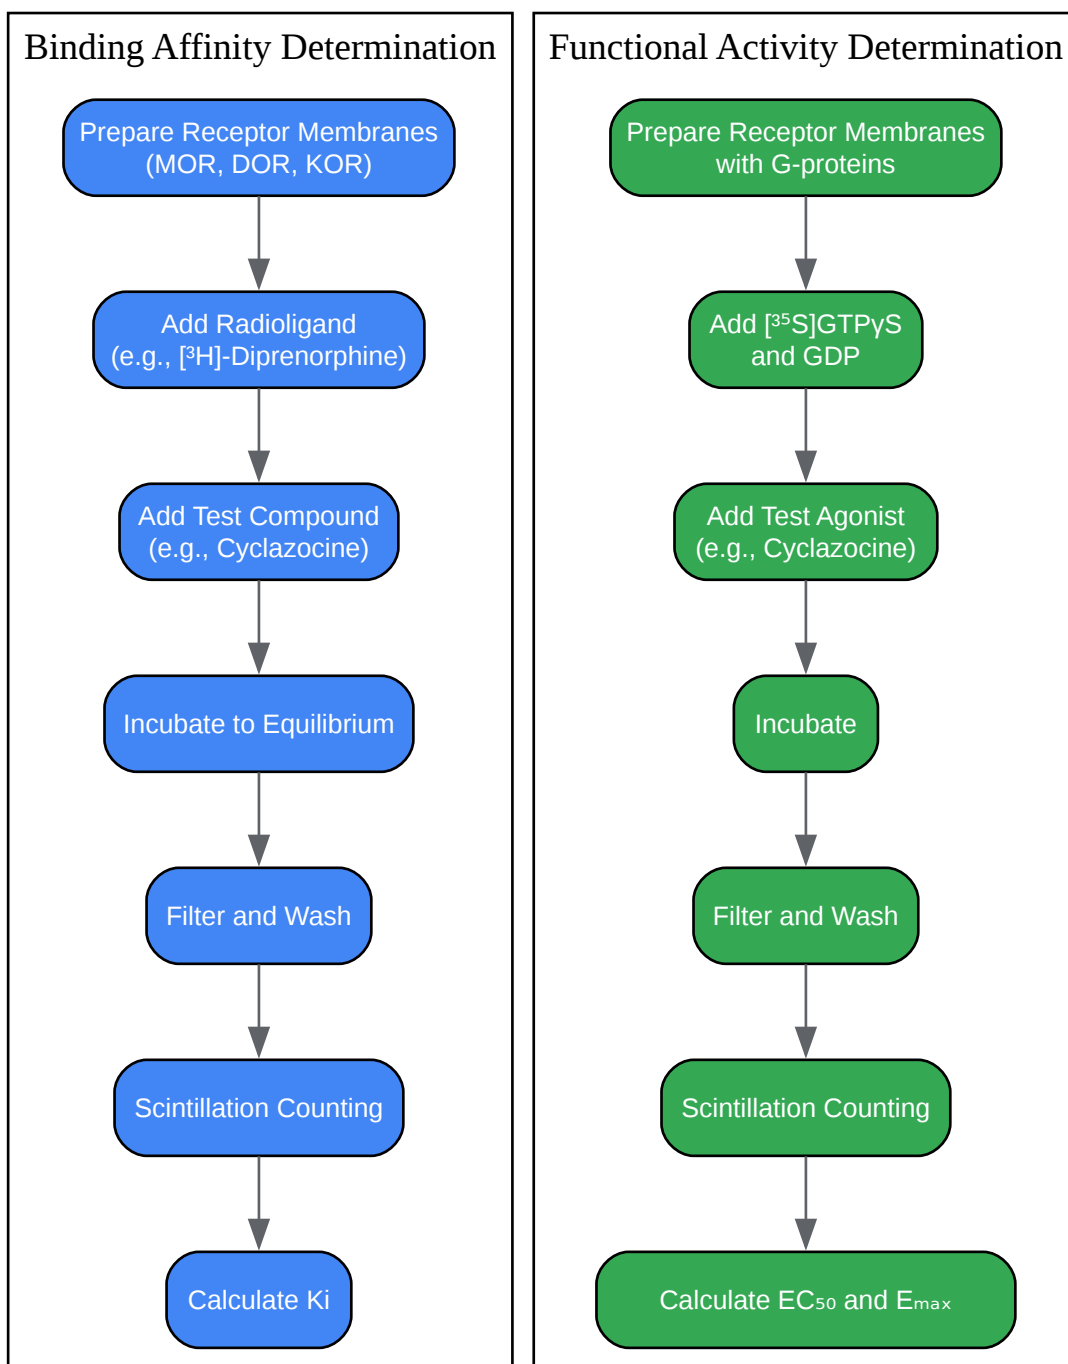 Binding Affinity Determination
Prepare Receptor Membranes
(MOR, DOR, KOR)
Add Radioligand
(e.g., [³H]-Diprenorphine)
Add Test Compound
(e.g., Cyclazocine)
Incubate to Equilibrium
Filter and Wash
Scintillation Counting
Calculate Ki
Functional Activity Determination
Prepare Receptor Membranes
with G-proteins
Add [³⁵S]GTPγS
and GDP
Add Test Agonist
(e.g., Cyclazocine)
Incubate
Filter and Wash
Scintillation Counting
Calculate EC₅₀ and Eₘₐₓ